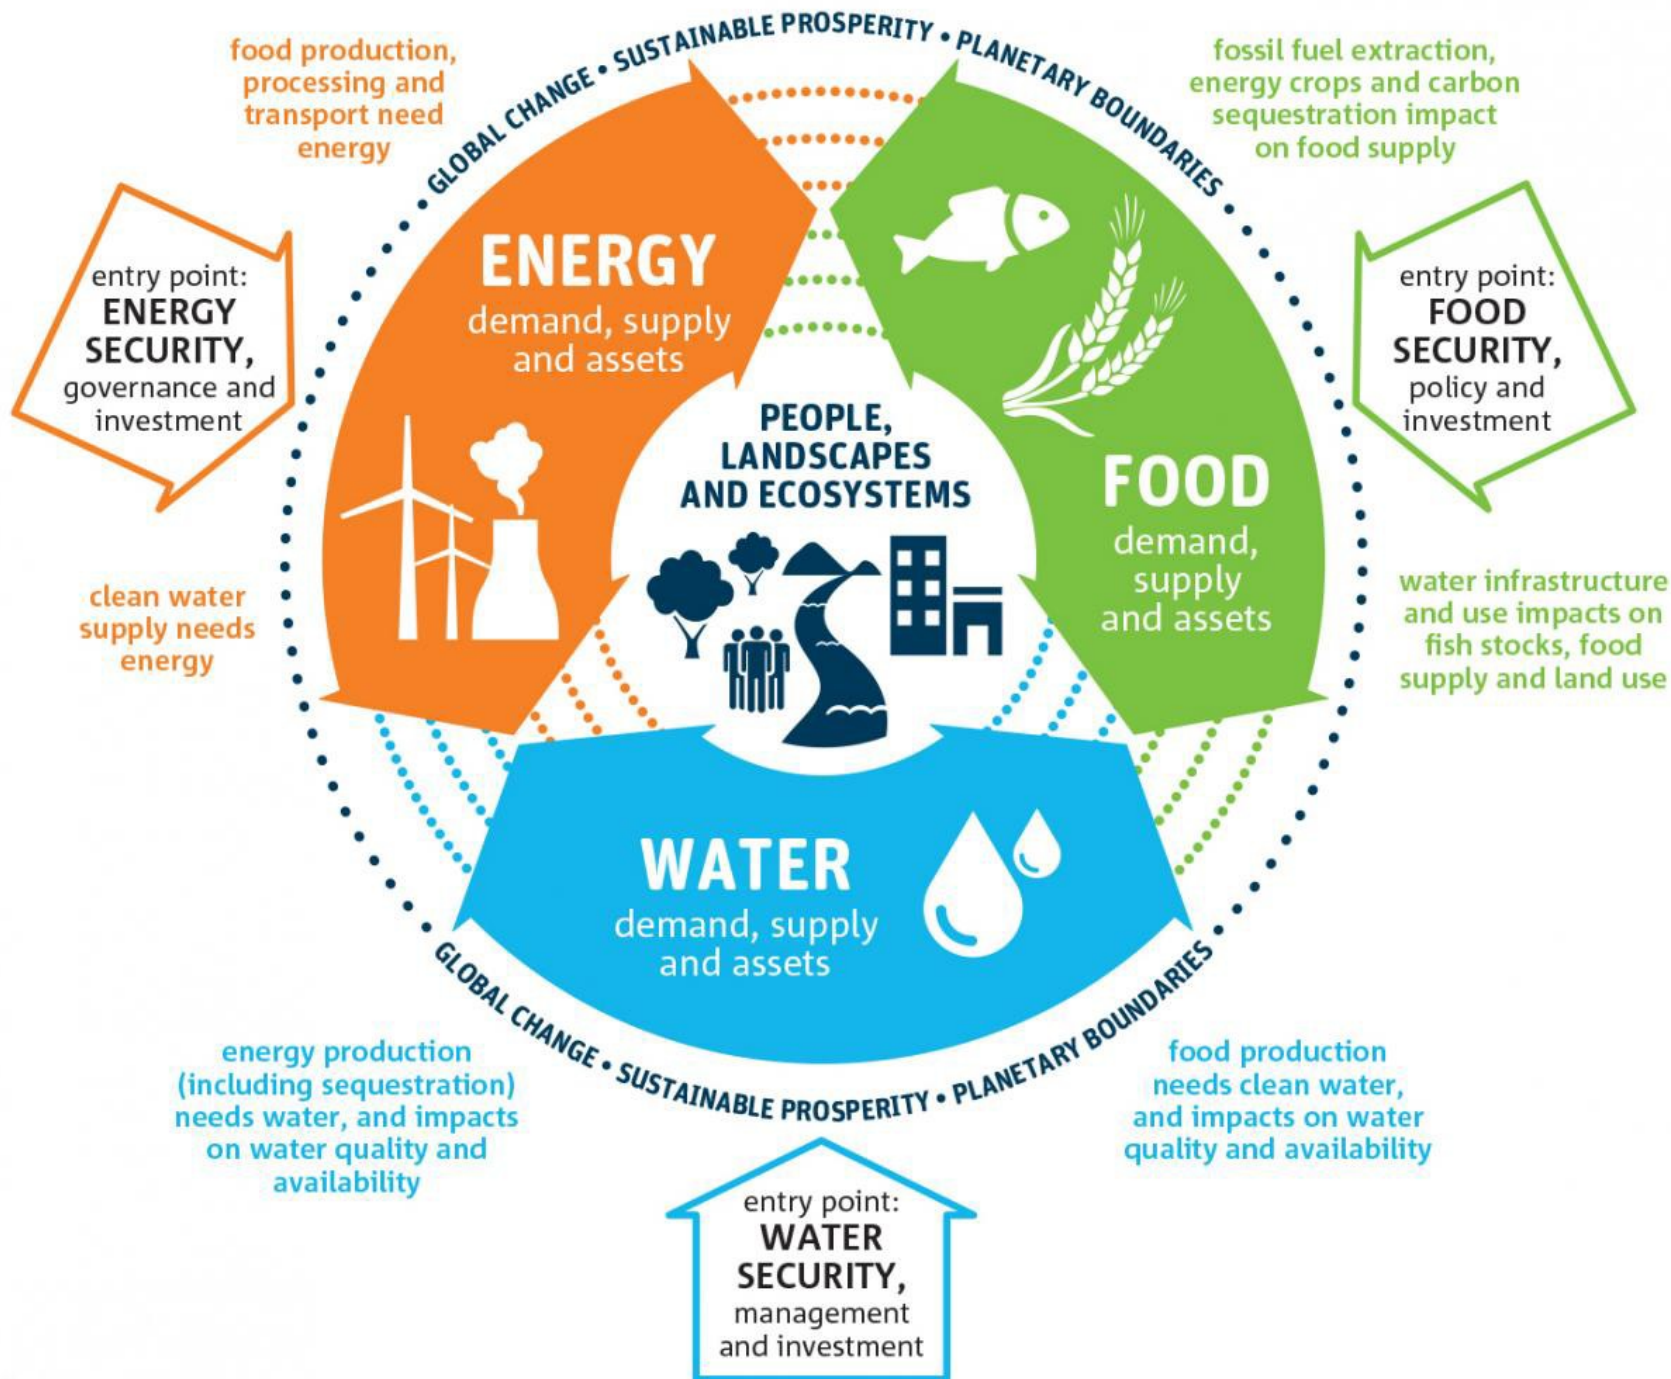 GLOBAL CHANGE • SUSTAINABLE PROSPERITY • PLANETARY BOUNDARIES
food production,
processing and
transport need
energy
fossil fuel extraction,
energy crops and carbon
sequestration impact
on food supply
entry point:
ENERGY
SECURITY,
governance and
investment
ENERGY
demand, supply
and assets
entry point:
FOOD
SECURITY,
policy and
investment
PEOPLE,
LANDSCAPES
AND ECOSYSTEMS
FOOD
demand,
supply
and assets
clean water
supply needs
energy
water infrastructure
and use impacts on
fish stocks, food
supply and land use
WATER
demand, supply
and assets
GLOBAL CHANGE • SUSTAINABLE PROSPERITY • PLANETARY BOUNDARIES
energy production
(including sequestration)
needs water, and impacts
on water quality and
availability
food production
needs clean water,
and impacts on water
quality and availability
entry point:
WATER
SECURITY,
management
and investment